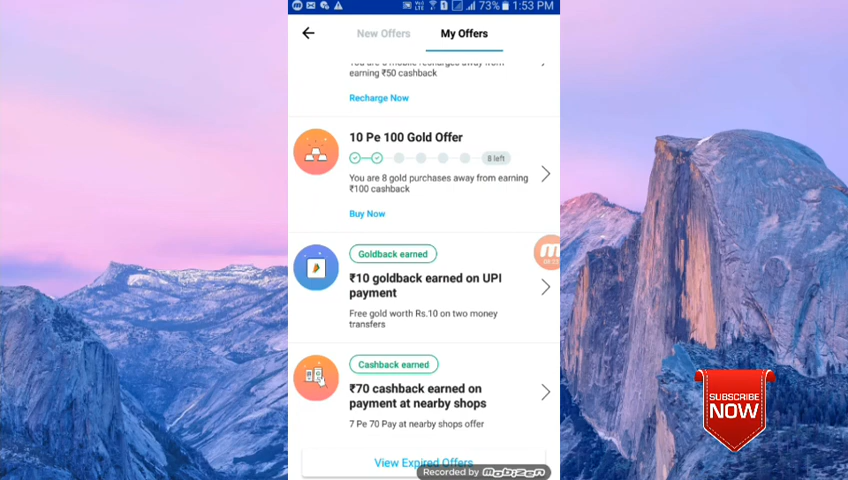 73% 1:53 PM
New Offers
My Offers
earning ₹50 cashback
Recharge Now
10 Pe 100 Gold Offer
8 left
You are 8 gold purchases away from earning
₹100 cashback
Buy Now
Goldback earned
₹10 goldback earned on UPI
payment
Free gold worth Rs.10 on two money
transfers
Cashback earned
₹70 cashback earned on
payment at nearby shops
7 Pe 70 Pay at nearby shops offer
View Expired Offers
Recorded by MOBIZEN
SUBSCRIBE
NOW